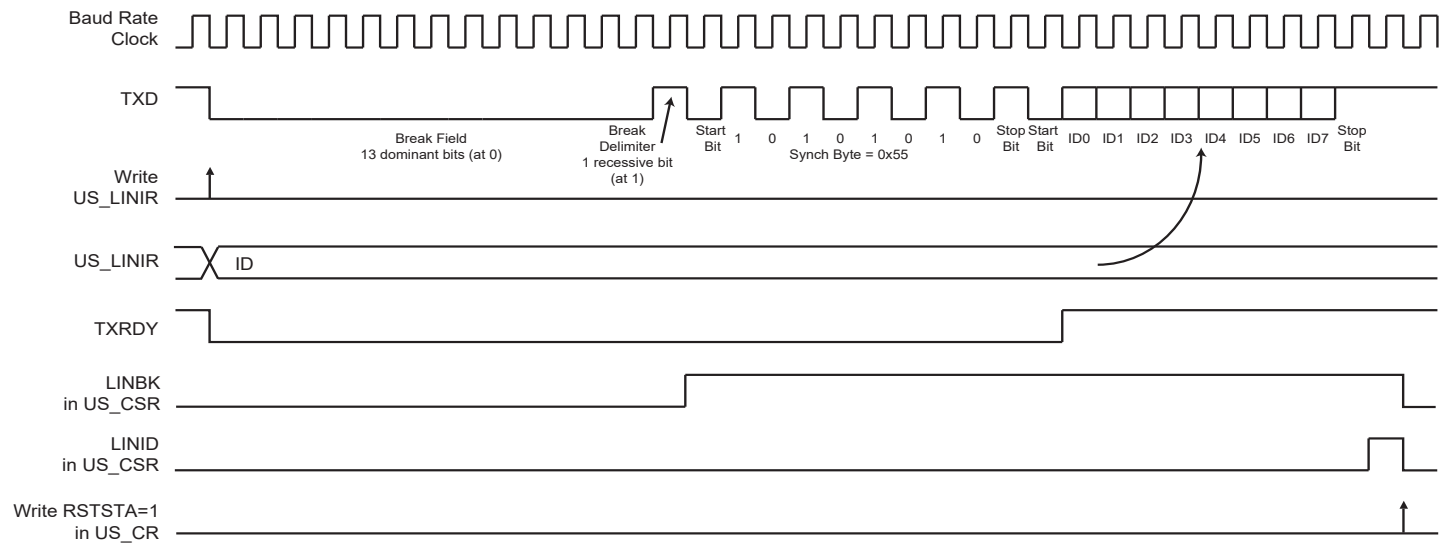 Baud Rate
Clock
TXD
Break Field
13 dominant bits (at 0)
Break
Delimiter
1 recessive bit
(at 1)
Start
Bit
1 0 1 0 1 0 1 0
Synch Byte = 0x55
Stop
Bit
Start
Bit
ID0 ID1 ID2 ID3 ID4 ID5 ID6 ID7
Stop
Bit
Write
US_LINIR
US_LINIR
ID
TXRDY
LINBK
in US_CSR
LINID
in US_CSR
Write RSTSTA=1
in US_CR